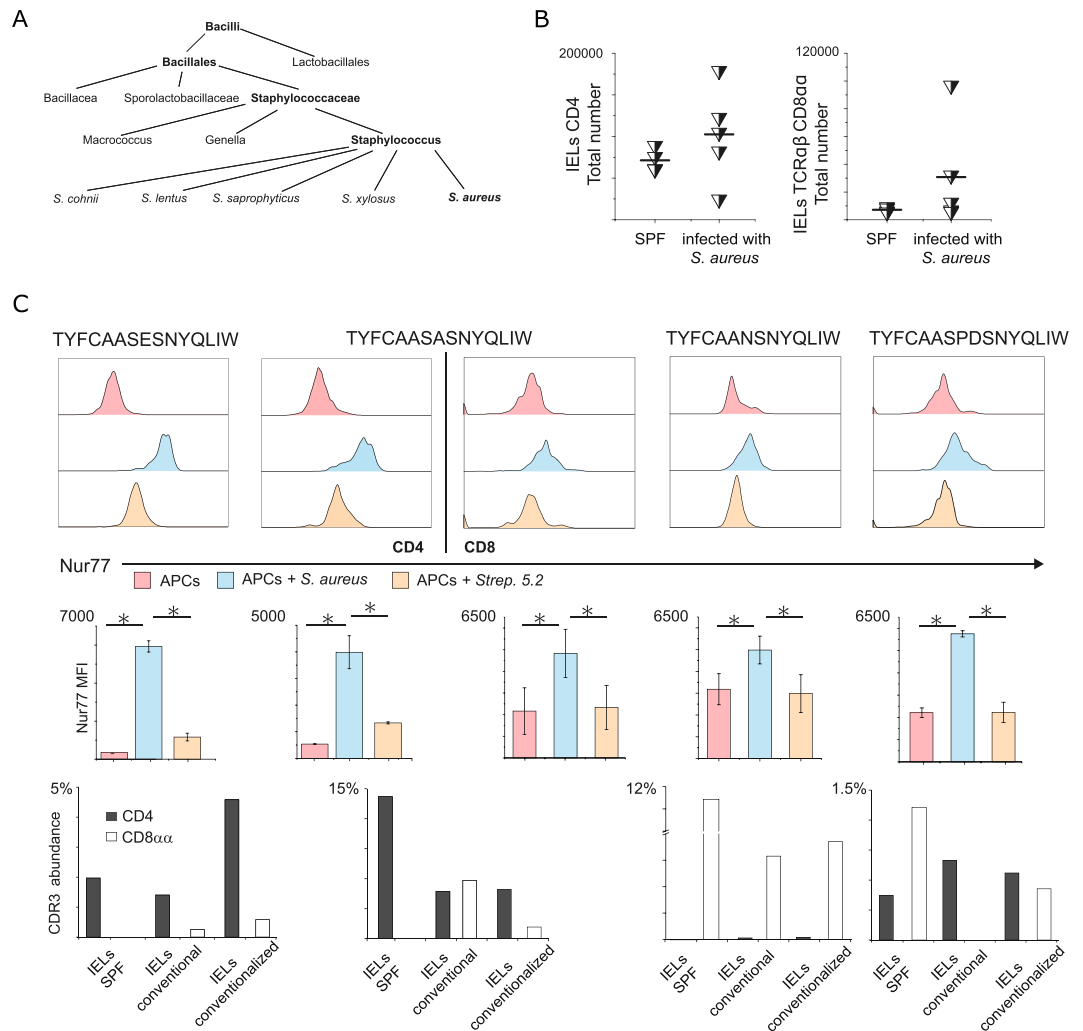 A
Bacilli
Bacillales
Lactobacillales
Bacillacea
Sporolactobacillaceae
Staphylococcaceae
Macrococcus
Genella
Staphylococcus
S. cohnii
S. lentus
S. saprophyticus
S. xylosus
S. aureus
B
200000
IELs CD4
Total number
SPF
infected with
S. aureus
120000
IELs TCRαβ CD8αα
Total number
SPF
infected with
S. aureus
C
TYFCAASESNYQLIW
TYFCAASASNYQLIW
TYFCAANSNYQLIW
TYFCAASPDSNYQLIW
CD4
CD8
Nur77
APCs
APCs + S. aureus
APCs + Strep. 5.2
7000
5000
6500
6500
6500
* *
* *
* *
* *
* *
Nur77 MFI
5%
15%
12%
1.5%
CDR3 abundance
CD4
CD8αα
IELs
SPF
IELs
conventional
IELs
conventionalized
IELs
SPF
IELs
conventional
IELs
conventionalized
IELs
SPF
IELs
conventional
IELs
conventionalized
IELs
SPF
IELs
conventional
IELs
conventionalized